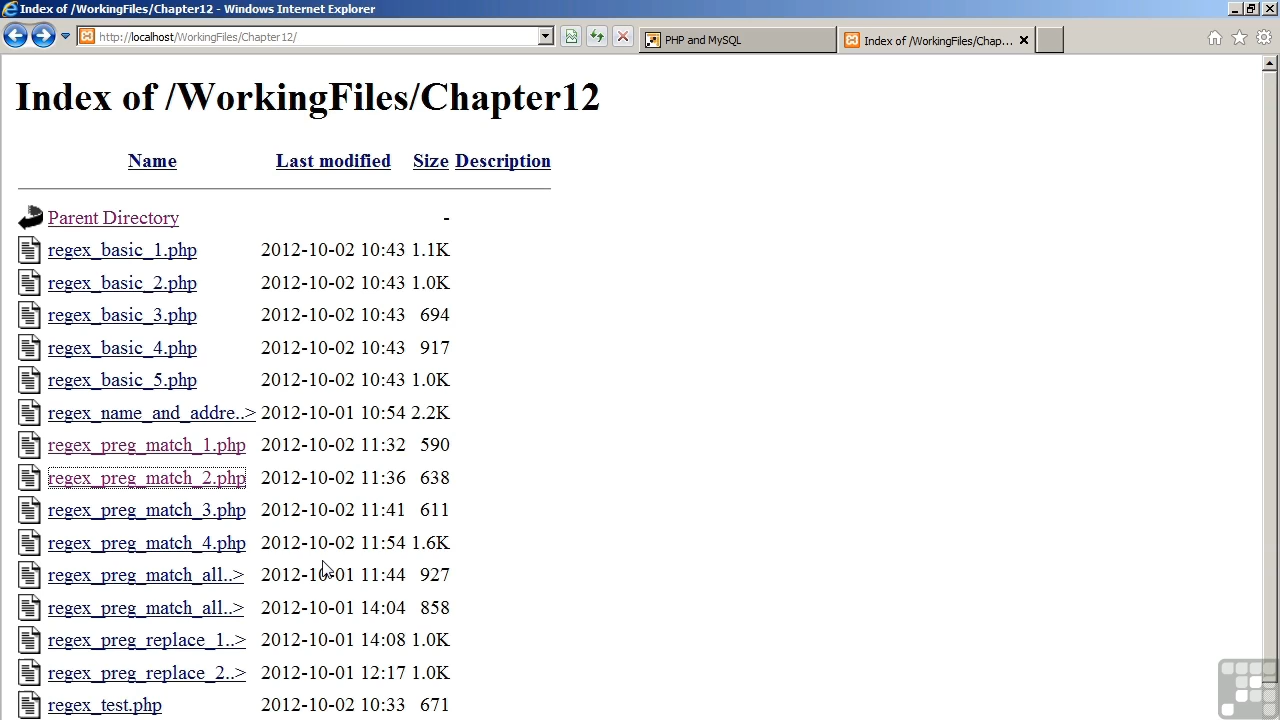 Index of /WorkingFiles/Chapter12 - Windows Internet Explorer
http://localhost/WorkingFiles/Chapter12/
PHP and MySQL
Index of /WorkingFiles/Chap...
Index of /WorkingFiles/Chapter12
Name Last modified Size Description
Parent Directory -
regex_basic_1.php 2012-10-02 10:43 1.1K
regex_basic_2.php 2012-10-02 10:43 1.0K
regex_basic_3.php 2012-10-02 10:43 694
regex_basic_4.php 2012-10-02 10:43 917
regex_basic_5.php 2012-10-02 10:43 1.0K
regex_name_and_addre..> 2012-10-01 10:54 2.2K
regex_preg_match_1.php 2012-10-02 11:32 590
regex_preg_match_2.php 2012-10-02 11:36 638
regex_preg_match_3.php 2012-10-02 11:41 611
regex_preg_match_4.php 2012-10-02 11:54 1.6K
regex_preg_match_all..> 2012-10-01 11:44 927
regex_preg_match_all..> 2012-10-01 14:04 858
regex_preg_replace_1..> 2012-10-01 14:08 1.0K
regex_preg_replace_2..> 2012-10-01 12:17 1.0K
regex_test.php 2012-10-02 10:33 671